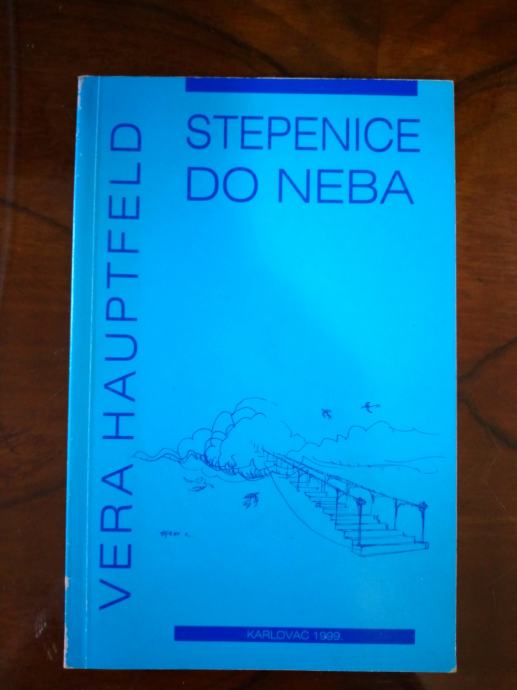 STEPENICE
DO NEBA
VERA HAUPTFELD
KARLOVAC 1999.